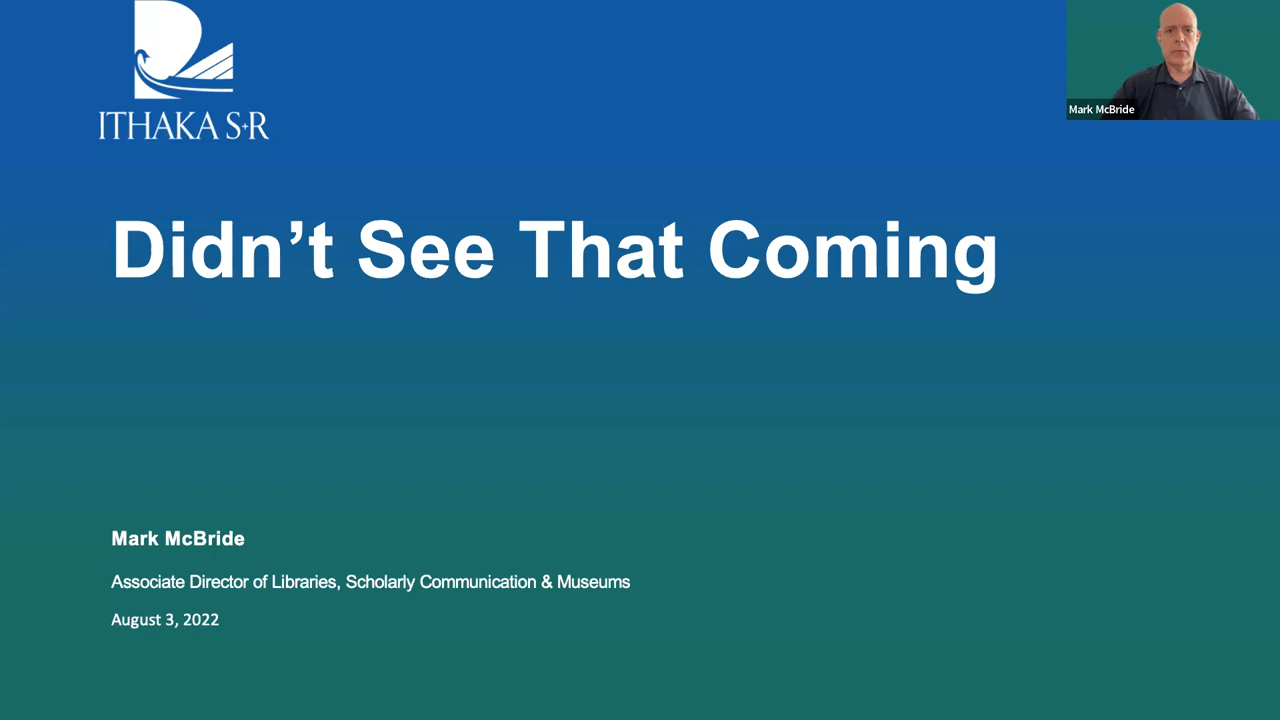 ITHAKA S+R
Mark McBride
Didn’t See That Coming
Mark McBride
Associate Director of Libraries, Scholarly Communication & Museums
August 3, 2022